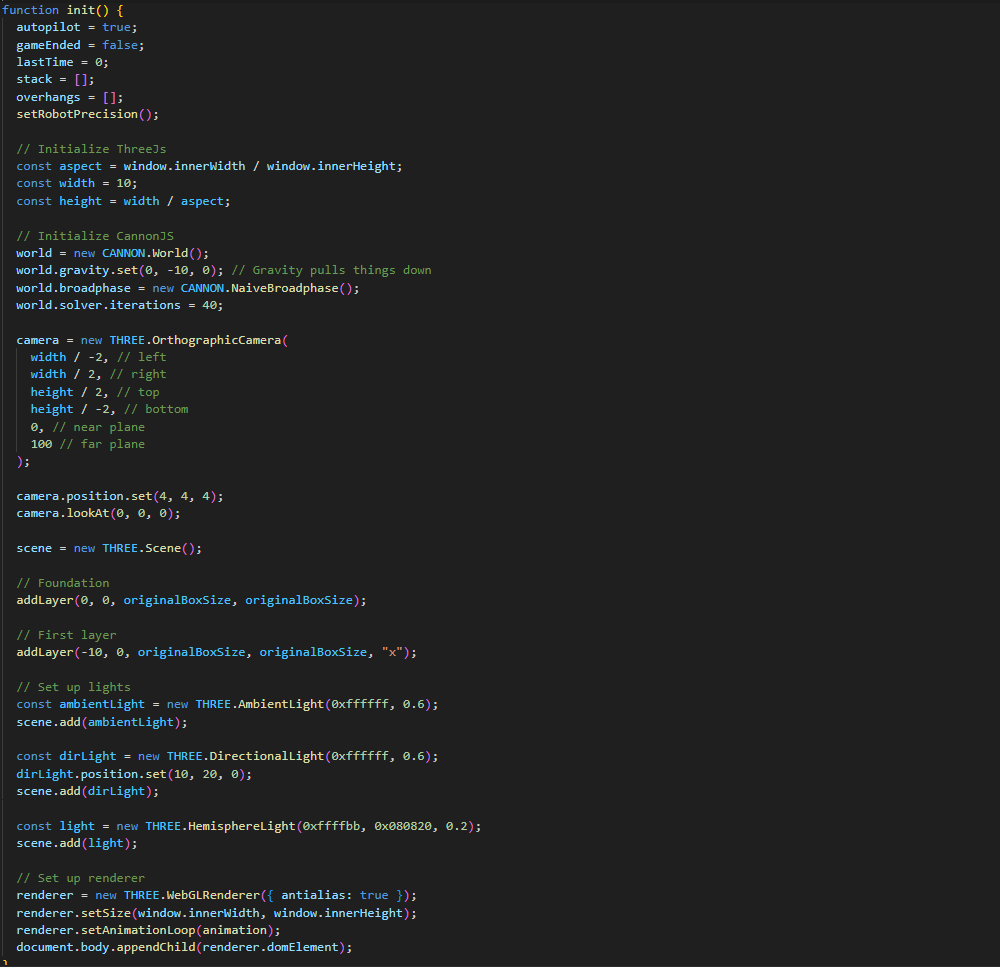 function init() {
  autopilot = true;
  gameEnded = false;
  lastTime = 0;
  stack = [];
  overhangs = [];
  setRobotPrecision();

  // Initialize ThreeJs
  const aspect = window.innerWidth / window.innerHeight;
  const width = 10;
  const height = width / aspect;

  // Initialize CannonJS
  world = new CANNON.World();
  world.gravity.set(0, -10, 0); // Gravity pulls things down
  world.broadphase = new CANNON.NaiveBroadphase();
  world.solver.iterations = 40;

  camera = new THREE.OrthographicCamera(
    width / -2, // left
    width / 2, // right
    height / 2, // top
    height / -2, // bottom
    0, // near plane
    100 // far plane
  );

  camera.position.set(4, 4, 4);
  camera.lookAt(0, 0, 0);

  scene = new THREE.Scene();

  // Foundation
  addLayer(0, 0, originalBoxSize, originalBoxSize);

  // First layer
  addLayer(-10, 0, originalBoxSize, originalBoxSize, "x");

  // Set up lights
  const ambientLight = new THREE.AmbientLight(0xffffff, 0.6);
  scene.add(ambientLight);

  const dirLight = new THREE.DirectionalLight(0xffffff, 0.6);
  dirLight.position.set(10, 20, 0);
  scene.add(dirLight);

  const light = new THREE.HemisphereLight(0xffffbb, 0x080820, 0.2);
  scene.add(light);

  // Set up renderer
  renderer = new THREE.WebGLRenderer({ antialias: true });
  renderer.setSize(window.innerWidth, window.innerHeight);
  renderer.setAnimationLoop(animation);
  document.body.appendChild(renderer.domElement);
}